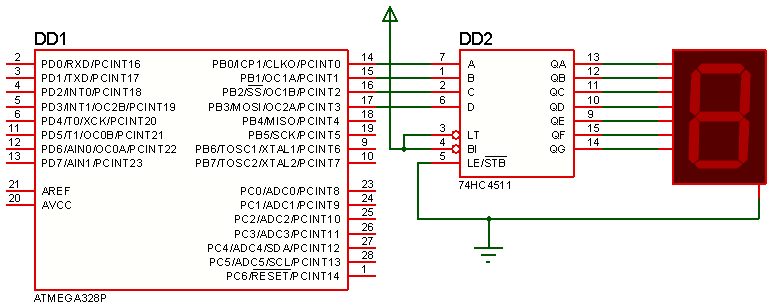 DD1
2 PD0/RXD/PCINT16 PB0/ICP1/CLKO/PCINT0 14
3 PD1/TXD/PCINT17 PB1/OC1A/PCINT1 15
4 PD2/INT0/PCINT18 PB2/SS/OC1B/PCINT2 16
5 PD3/INT1/OC2B/PCINT19 PB3/MOSI/OC2A/PCINT3 17
6 PD4/T0/XCK/PCINT20 PB4/MISO/PCINT4 18
11 PD5/T1/OC0B/PCINT21 PB5/SCK/PCINT5 19
12 PD6/AIN0/OC0A/PCINT22 PB6/TOSC1/XTAL1/PCINT6 9
13 PD7/AIN1/PCINT23 PB7/TOSC2/XTAL2/PCINT7 10
21 AREF PC0/ADC0/PCINT8 23
20 AVCC PC1/ADC1/PCINT9 24
PC2/ADC2/PCINT10 25
PC3/ADC3/PCINT11 26
PC4/ADC4/SDA/PCINT12 27
PC5/ADC5/SCL/PCINT13 28
PC6/RESET/PCINT14 1
ATMEGA328P
DD2
7 A QA 13
1 B QB 12
2 C QC 11
6 D QD 10
QE 9
3 LT QF 15
4 BI QG 14
5 LE/STB
74HC4511